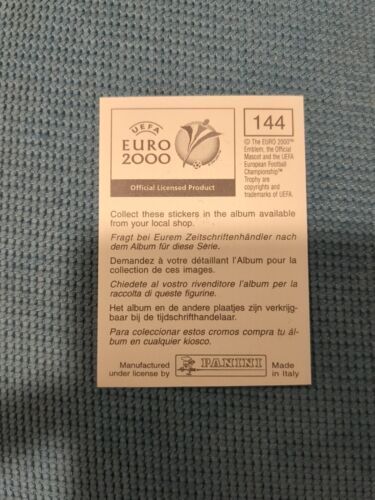 UEFA
EURO
2000
Official Licensed Product
144
© The EURO 2000™
Emblem, the Official
Mascot and the UEFA
European Football
Championship™
Trophy are
copyrights and
trademarks of UEFA.
Collect these stickers in the album available
from your local shop.
Fragt bei Eurem Zeitschriftenhändler nach
dem Album für diese Serie.
Demandez à votre détaillant l'Album pour la
collection de ces images.
Chiedete al vostro rivenditore l'album per la
raccolta di queste figurine.
Het album en de andere plaatjes zijn verkrijg-
baar bij de tijdschrifthandelaar.
Para coleccionar estos cromos compra tu ál-
bum en cualquier kiosco.
Manufactured
under license by
PANINI
Made
in Italy